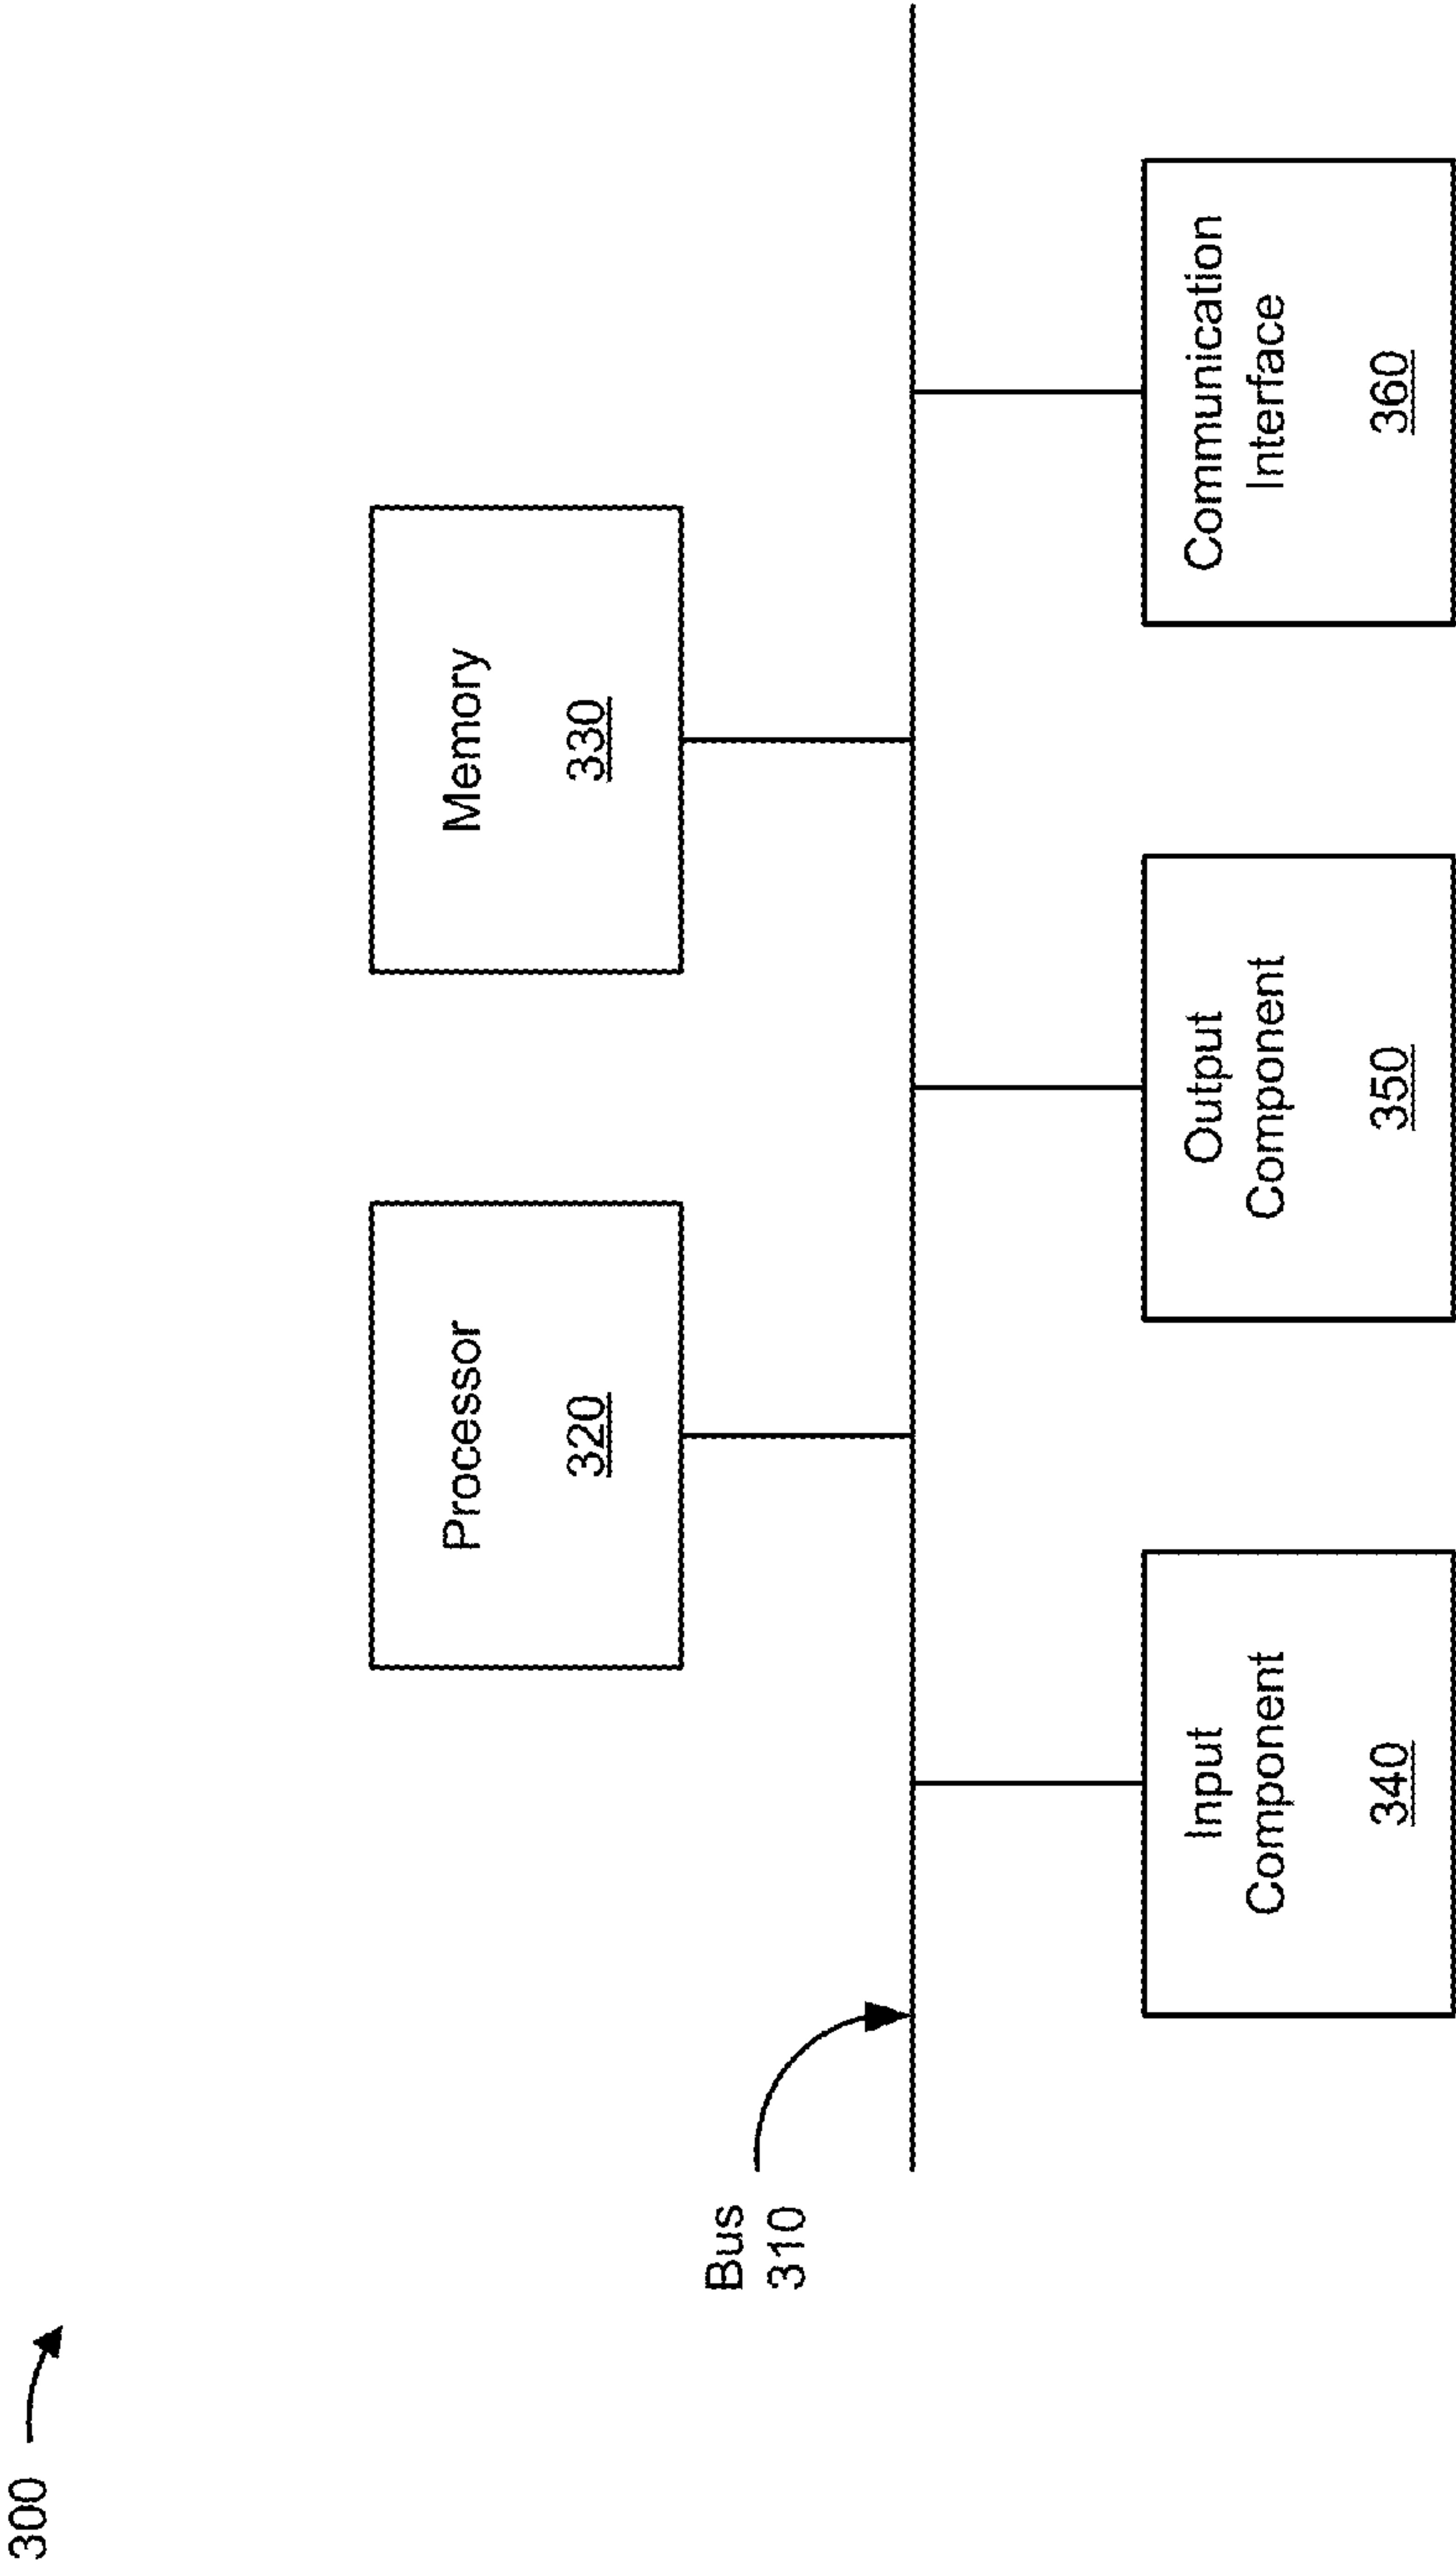 300
Bus
310
Processor
320
Memory
330
Input
Component
340
Output
Component
350
Communication
Interface
360